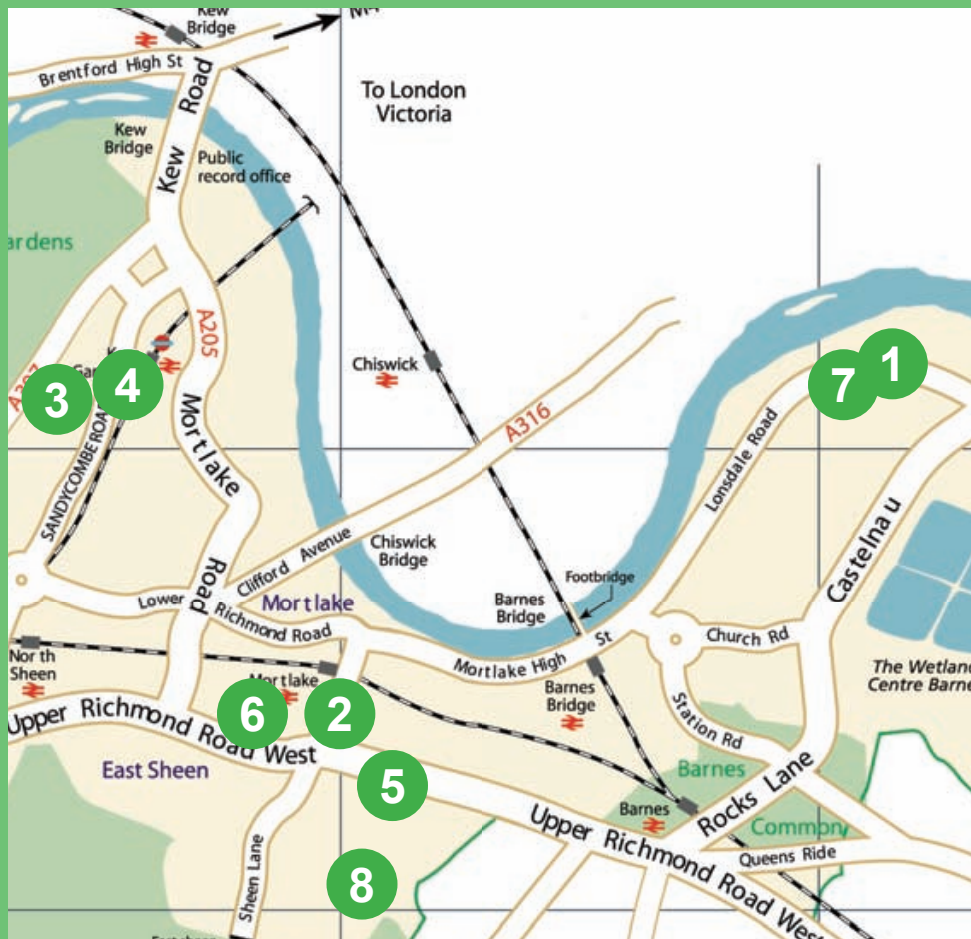 Kew
Bridge
M4
Brentford High St
Kew Road
To London
Victoria
Kew
Bridge
Public
record office
ardens
A205
Chiswick
7
1
3
4
A316
Mortlake
Road
SANDYCOMBE ROAD
Lonsdale Road
Castelnau
Clifford Avenue
Chiswick
Bridge
Footbridge
Lower Richmond Road
Mortlake
Barnes
Bridge
Church Rd
Mortlake High St
North
Sheen
Mortlake
The Wetland
Centre Barne
Barnes
Bridge
Station Rd
6
2
Upper Richmond Road West
East Sheen
5
Barnes
Common
Barnes
Rocks Lane
Upper Richmond Road West
Queens Ride
8
Sheen Lane